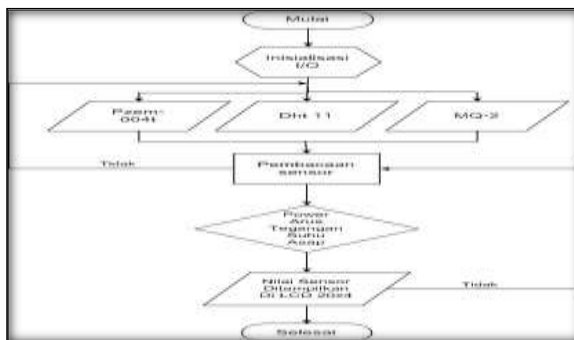 Mulai
Inisialisasi
I/O
Pzem-
004t
Dht 11
MQ-2
Tidak
Pembacaan
sensor
Power
Arus
Tegangan
Suhu
Asap
Nilai Sensor
Ditampilkan
Di LCD 2024
Tidak
Selesai